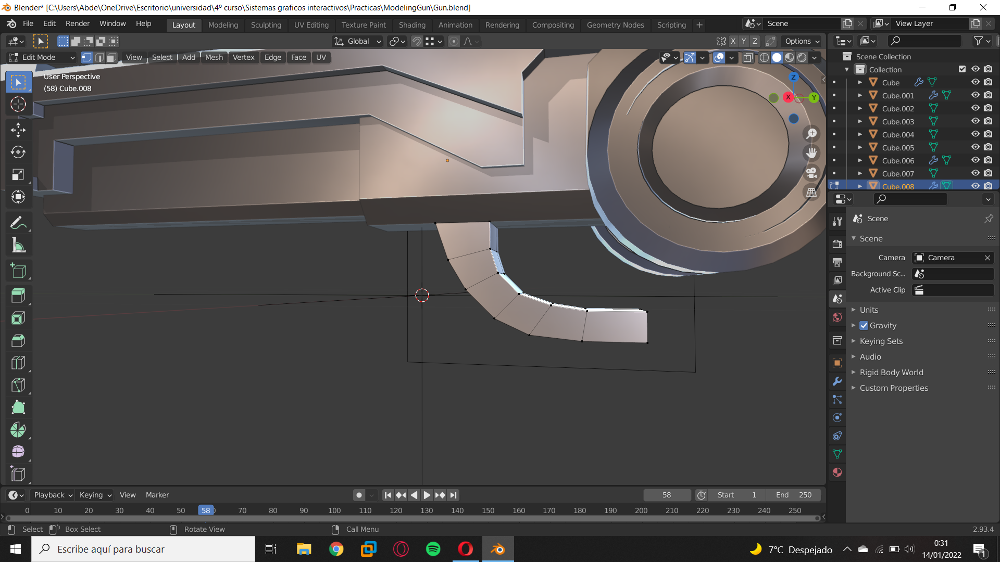 Blender* [C:\Users\Abde\OneDrive\Escritorio\universidad\4º curso\Sistemas graficos interactivos\Practicas\ModelingGun\Gun.blend]
File Edit Render Window Help Layout Modeling Sculpting UV Editing Texture Paint Shading Animation Rendering Compositing Geometry Nodes Scripting + Scene View Layer
Global X Y Z Options
Edit Mode View Select Add Mesh Vertex Edge Face UV
User Perspective
(58) Cube.008
Z
X Y
Scene Collection
Collection
Cube
Cube.001
Cube.002
Cube.003
Cube.004
Cube.005
Cube.006
Cube.007
Cube.008
Scene
Scene
Camera Camera
Background Sc...
Active Clip
Units
Gravity
Keying Sets
Audio
Rigid Body World
Custom Properties
Playback Keying View Marker 58 Start 1 End 250
0 10 20 30 40 50 58 70 80 90 100 110 120 130 140 150 160 170 180 190 200 210 220 230 240 250
Select Box Select Rotate View Call Menu 2.93.4
Escribe aquí para buscar 7°C Despejado 0:31
14/01/2022 1